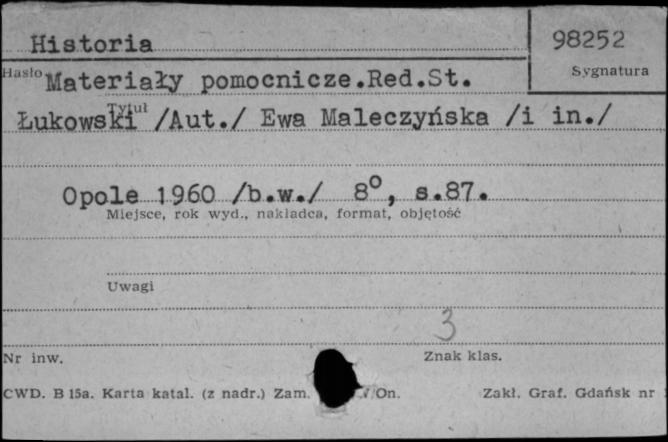 Historia
98252
Hasło
Sygnatura
Materiały pomocnicze.Red.St.
Tytuł
Łukowski /Aut./ Ewa Maleczyńska /i in./
Opole 1960 /b.w./ 8°, s.87.
Miejsce, rok wyd., nakładca, format, objętość
Uwagi
3
Nr inw.
Znak klas.
CWD. B 15a. Karta katal. (z nadr.) Zam. /On. Zakł. Graf. Gdańsk nr